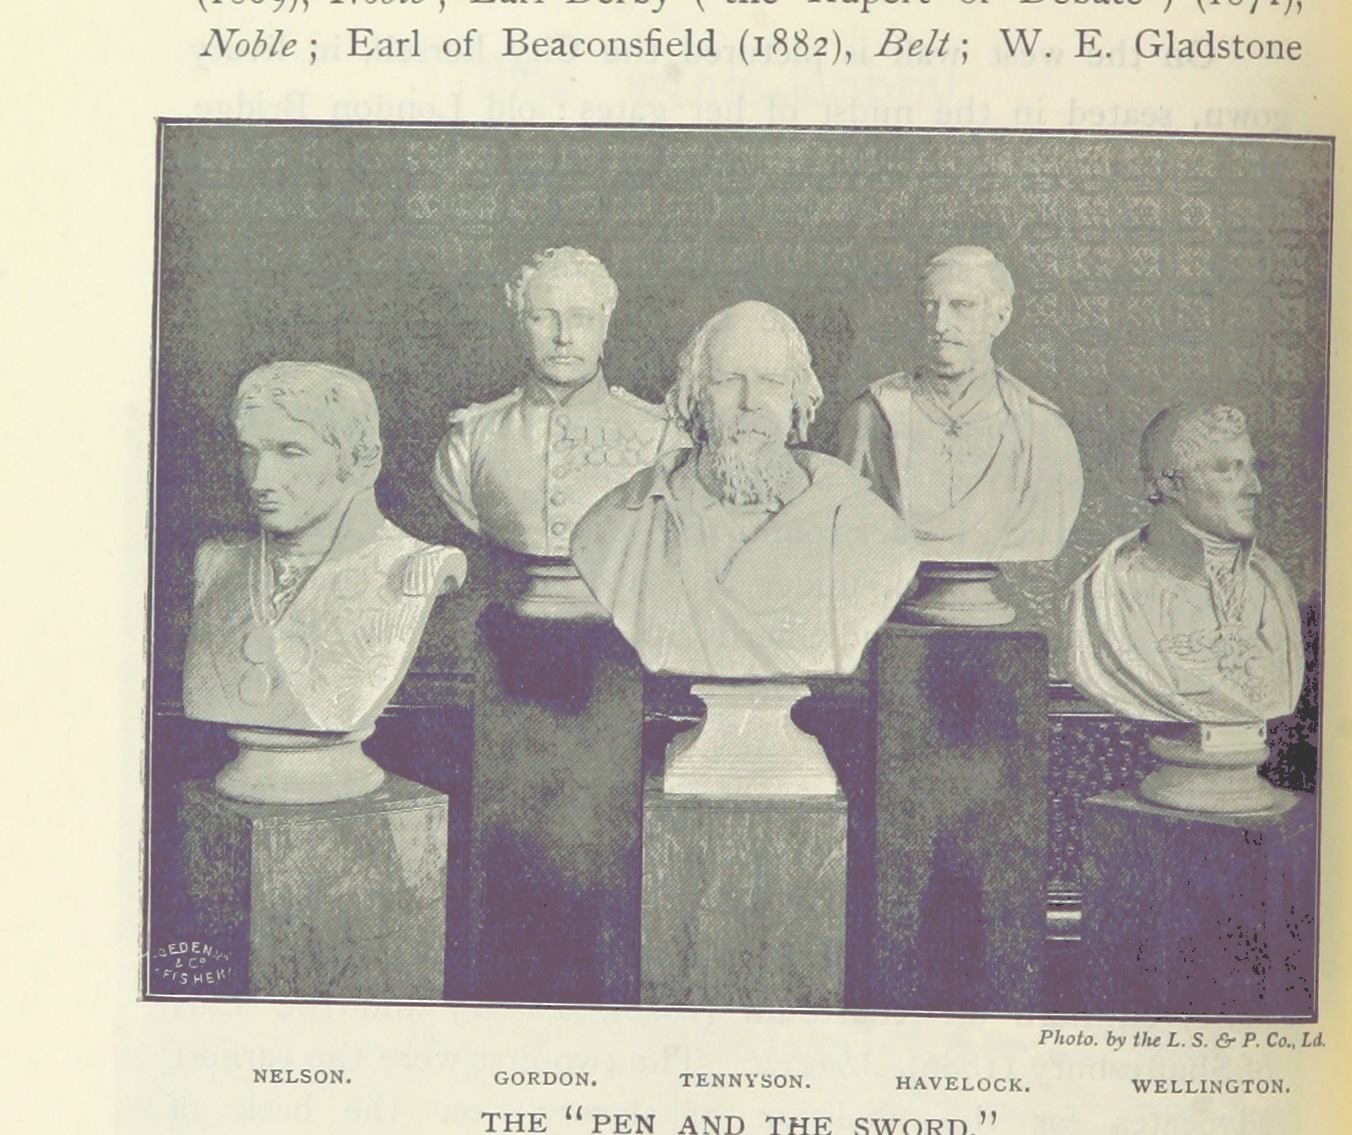 Noble ; Earl of Beaconsfield (1882), Belt; W. E. Gladstone
& Co
Photo. by the L. S. & P. Co., Ld.
NELSON. GORDON. TENNYSON. HAVELOCK. WELLINGTON.
THE “PEN AND THE SWORD.”